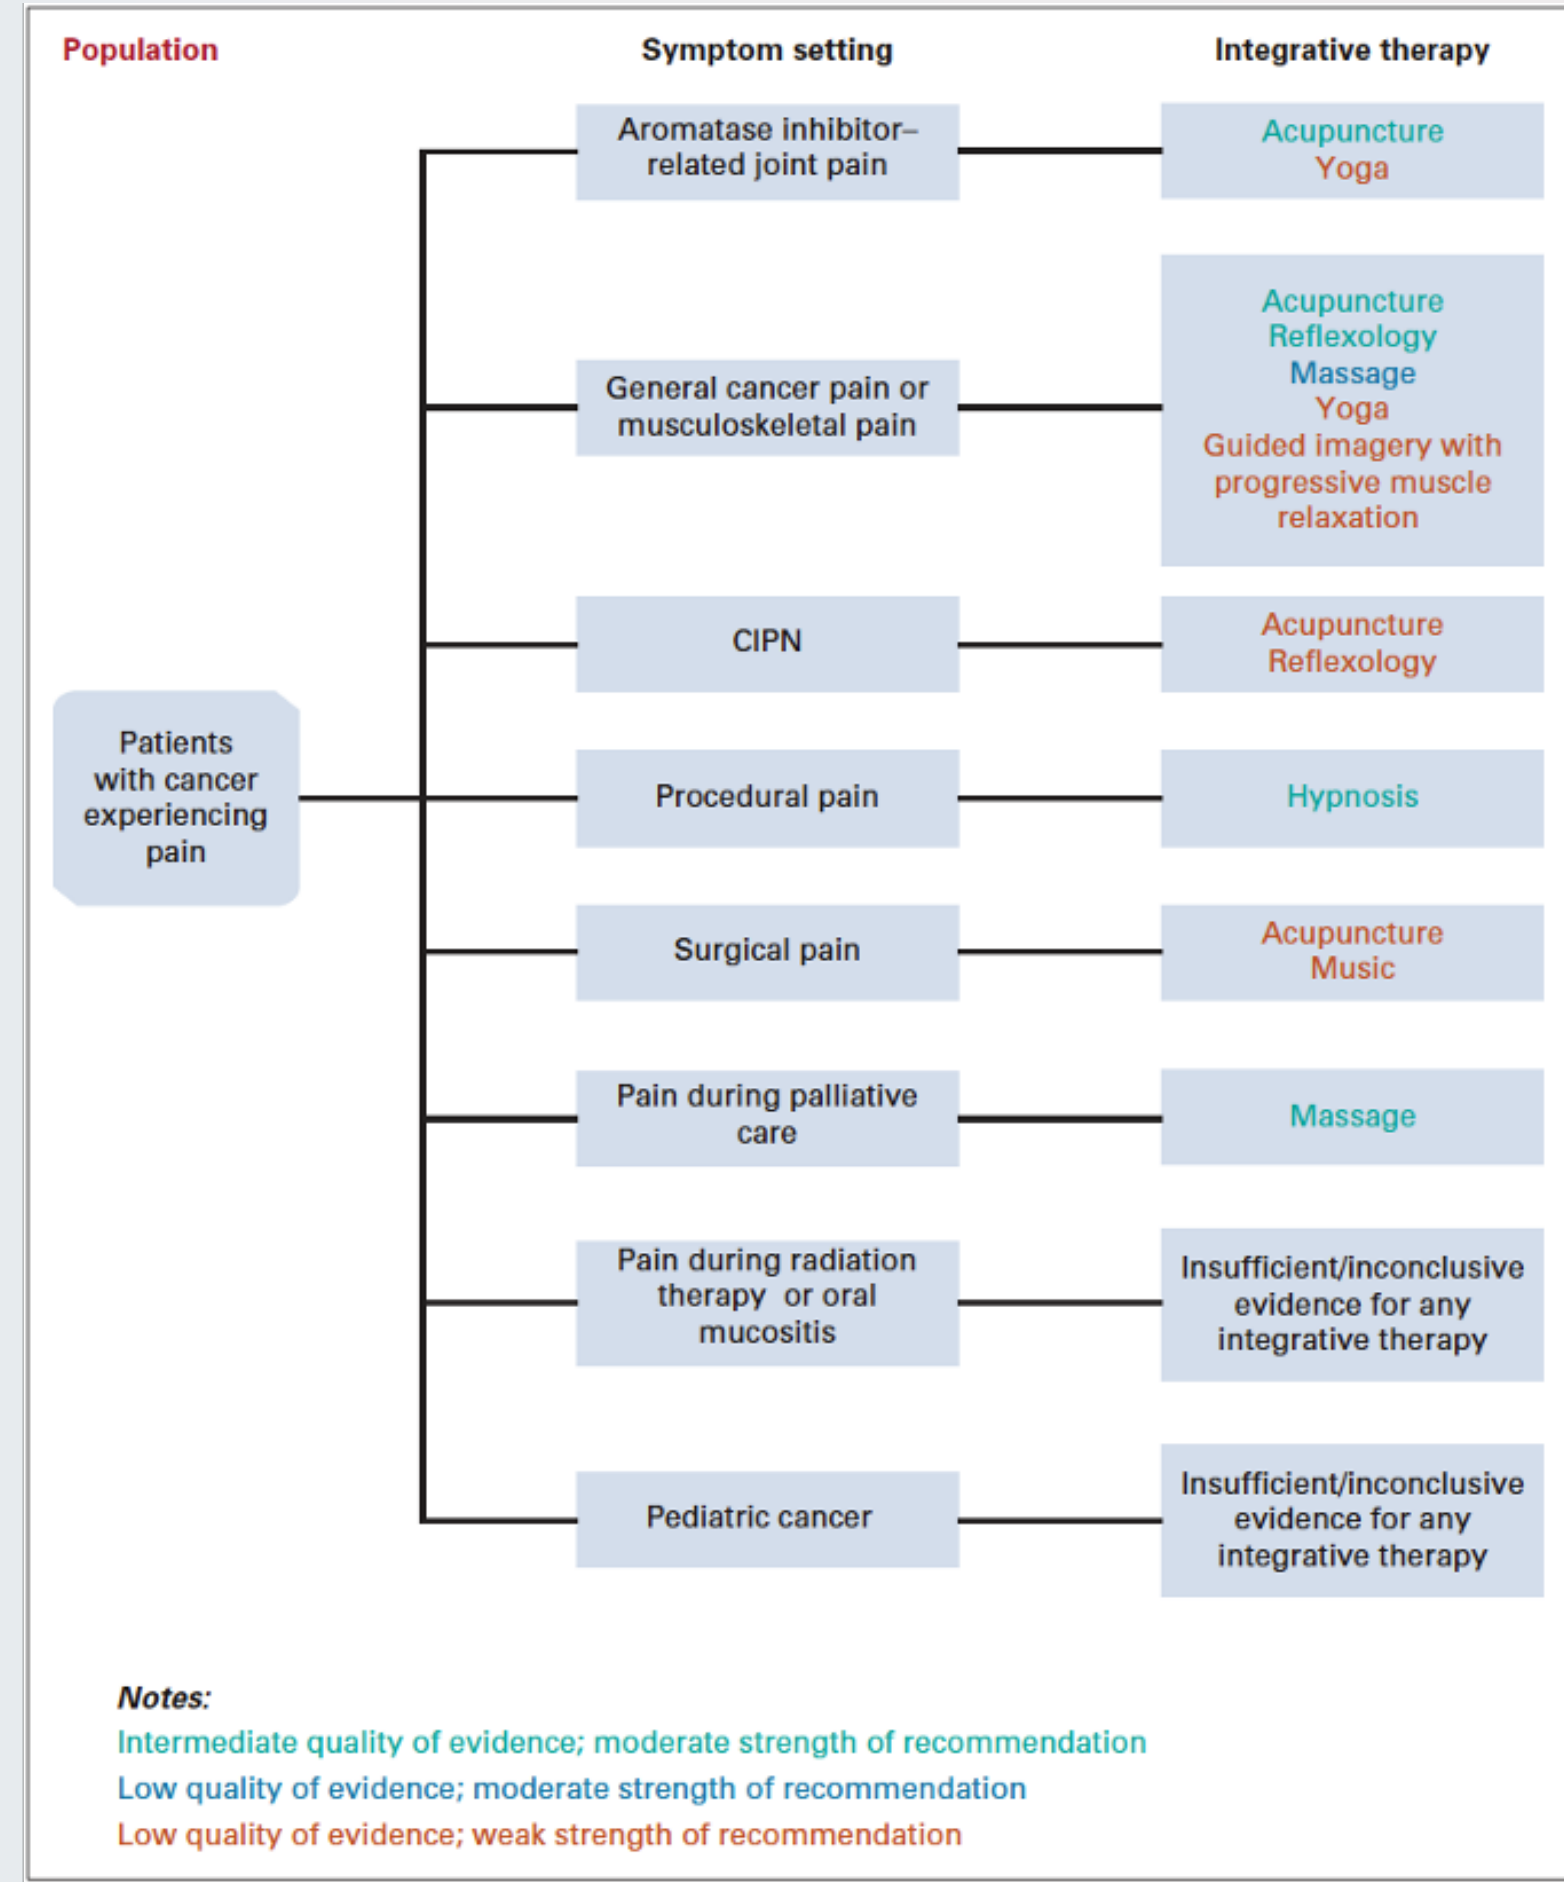 Population
Symptom setting
Integrative therapy
Patients
with cancer
experiencing
pain
Aromatase inhibitor–
related joint pain
Acupuncture
Yoga
General cancer pain or
musculoskeletal pain
Acupuncture
Reflexology
Massage
Yoga
Guided imagery with
progressive muscle
relaxation
CIPN
Acupuncture
Reflexology
Procedural pain
Hypnosis
Surgical pain
Acupuncture
Music
Pain during palliative
care
Massage
Pain during radiation
therapy or oral
mucositis
Insufficient/inconclusive
evidence for any
integrative therapy
Pediatric cancer
Insufficient/inconclusive
evidence for any
integrative therapy
Notes:
Intermediate quality of evidence; moderate strength of recommendation
Low quality of evidence; moderate strength of recommendation
Low quality of evidence; weak strength of recommendation